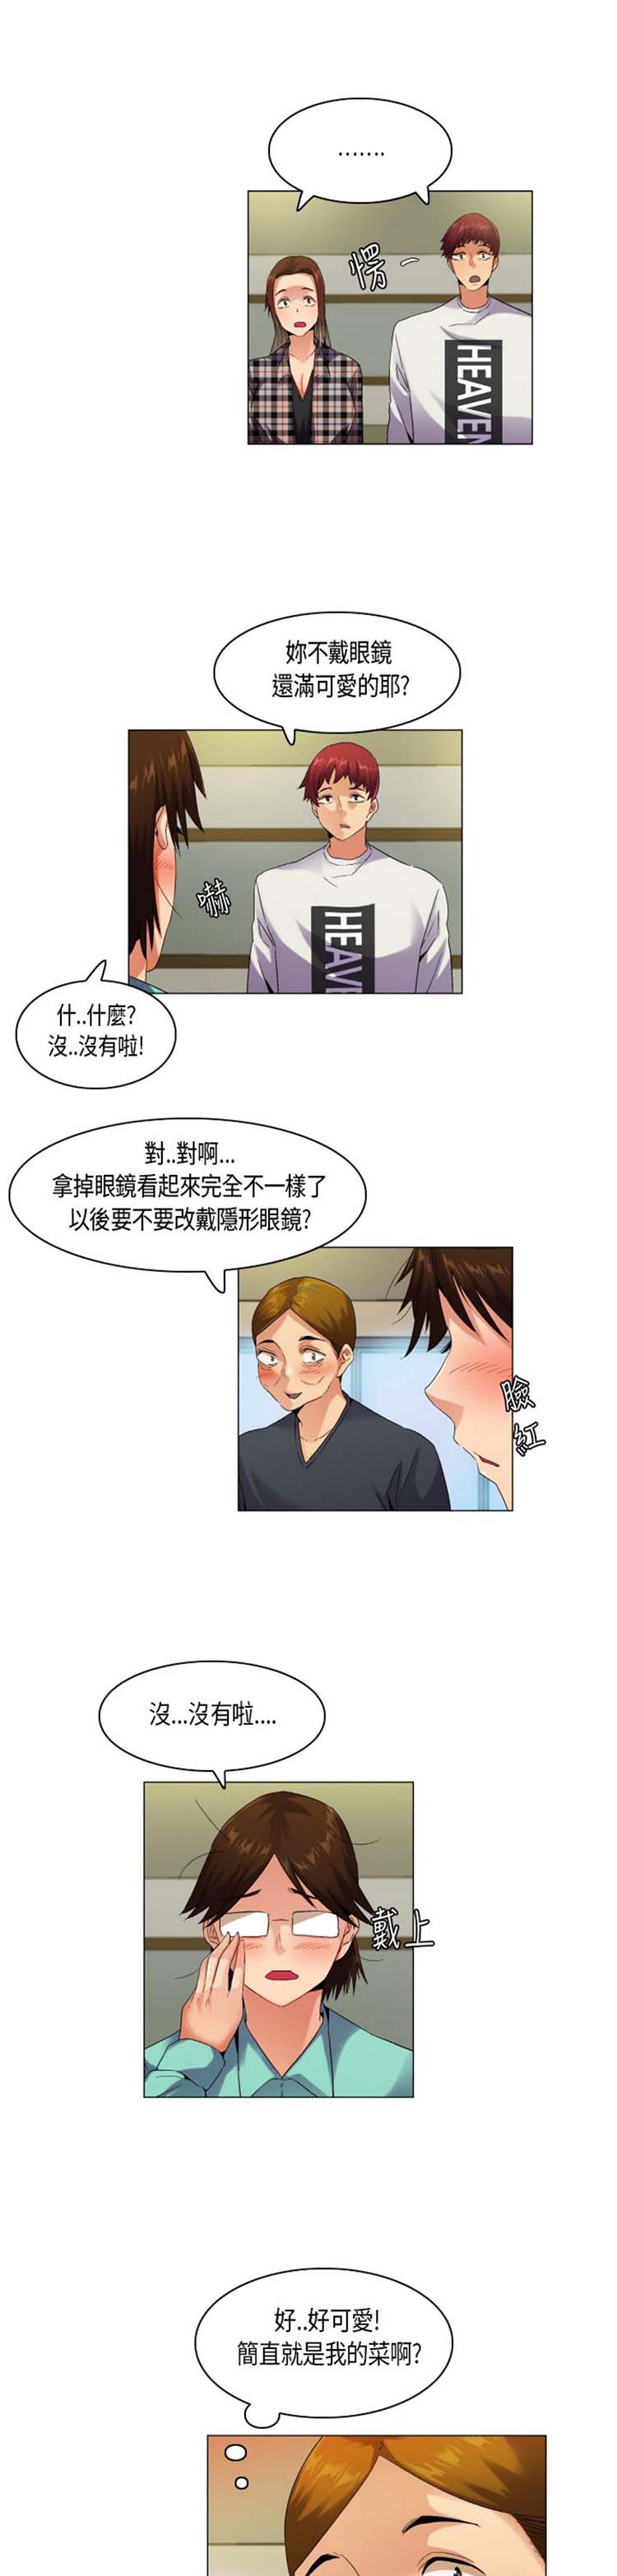 .......
愣
HEAVEN
妳不戴眼鏡
還滿可愛的耶?
嚇
HEAVEN
什..什麼?
沒..沒有啦!
對..對啊...
拿掉眼鏡看起來完全不一樣了
以後要不要改戴隱形眼鏡?
臉
紅
沒...沒有啦....
戴上
好..好可愛!
簡直就是我的菜啊?